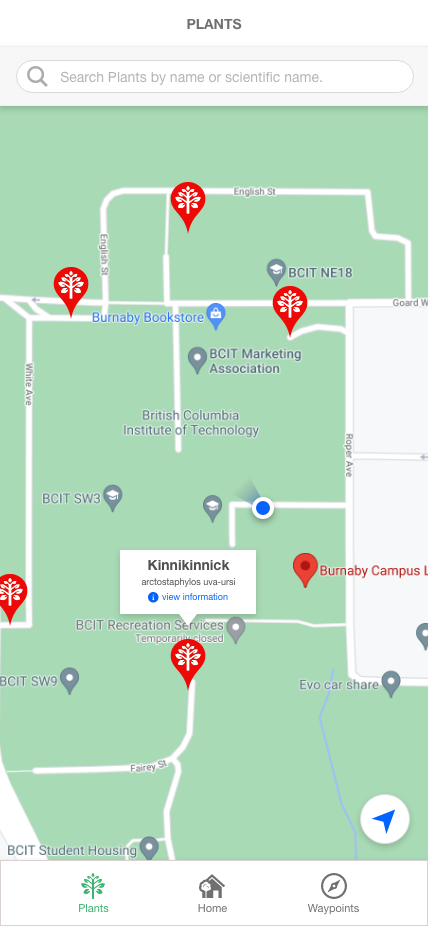 PLANTS
Search Plants by name or scientific name.
English St
English St
BCIT NE18
Goard W
Burnaby Bookstore
BCIT Marketing
Association
White Ave
British Columbia
Institute of Technology
Roper Ave
BCIT SW3
Kinnikinnick
arctostaphylos uva-ursi
i view information
Burnaby Campus L
BCIT Recreation Services
Temporarily closed
BCIT SW9
Evo car share
Fairey St
BCIT Student Housing
Plants
Home
Waypoints